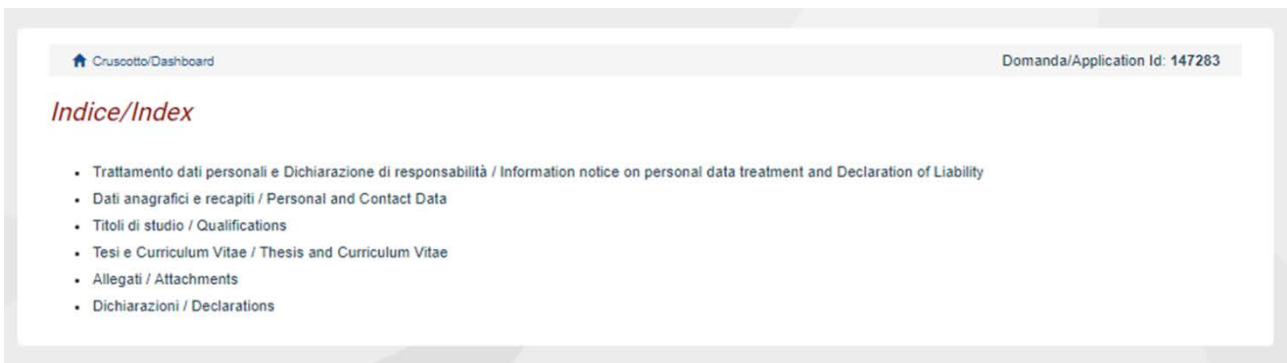 Cruscotto/Dashboard Domanda/Application Id: 147283
Indice/Index
• Trattamento dati personali e Dichiarazione di responsabilità / Information notice on personal data treatment and Declaration of Liability
• Dati anagrafici e recapiti / Personal and Contact Data
• Titoli di studio / Qualifications
• Tesi e Curriculum Vitae / Thesis and Curriculum Vitae
• Allegati / Attachments
• Dichiarazioni / Declarations